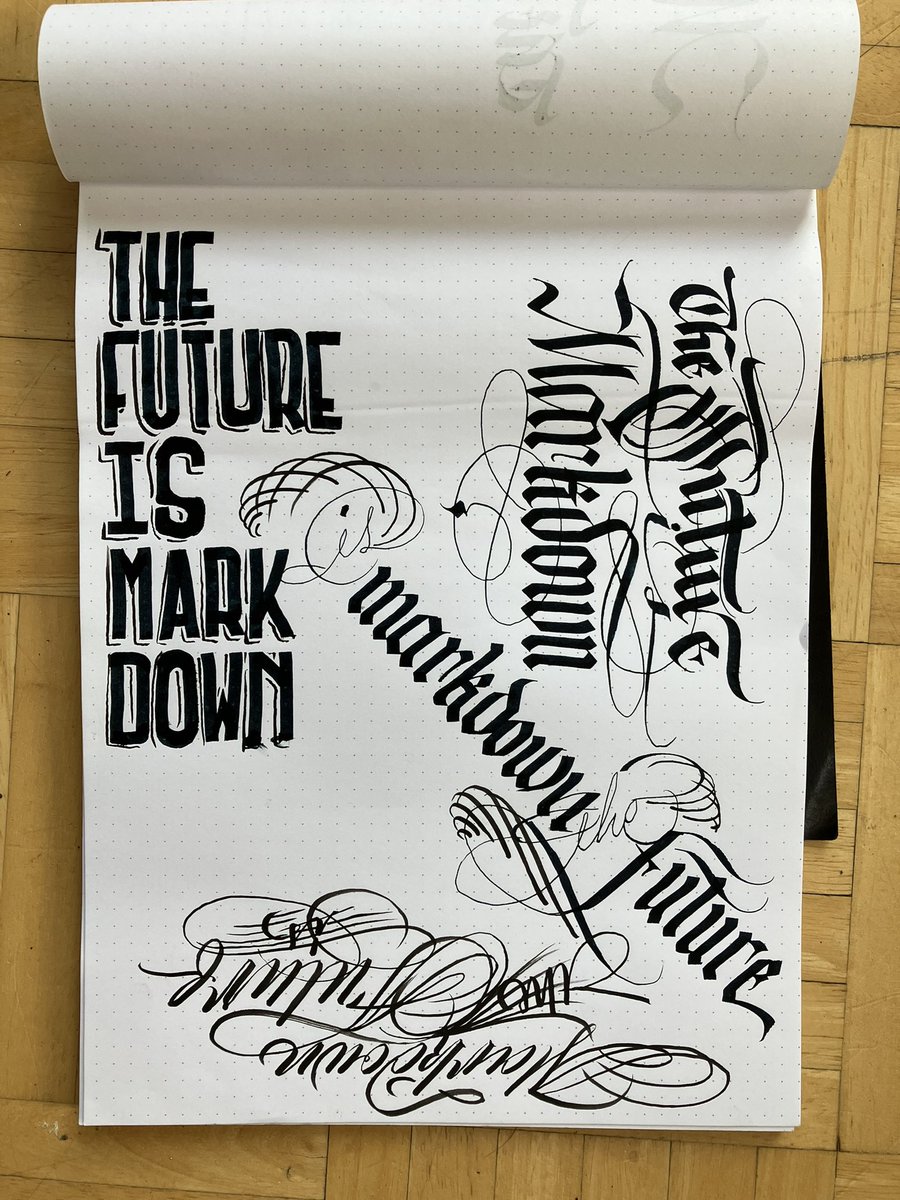 THE
FUTURE
IS
MARK
DOWN
The Future
Markdown
is
markdown
the
Future
Markdown
the Future
is